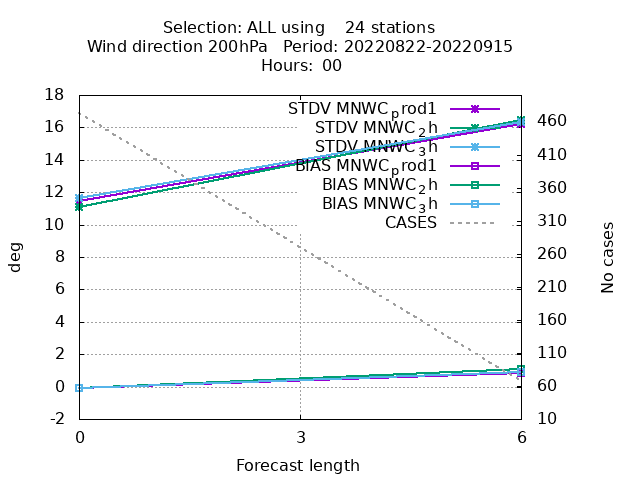 Selection: ALL using    24 stations
Wind direction 200hPa   Period: 20220822-20220915
Hours: 00
18
16
14
12
10
8
6
4
2
0
-2
deg
STDV MNWC_prod1
STDV MNWC_2h
STDV MNWC_3h
BIAS MNWC_prod1
BIAS MNWC_2h
BIAS MNWC_3h
CASES
460
410
360
310
260
210
160
110
60
10
No cases
0 3 6
Forecast length